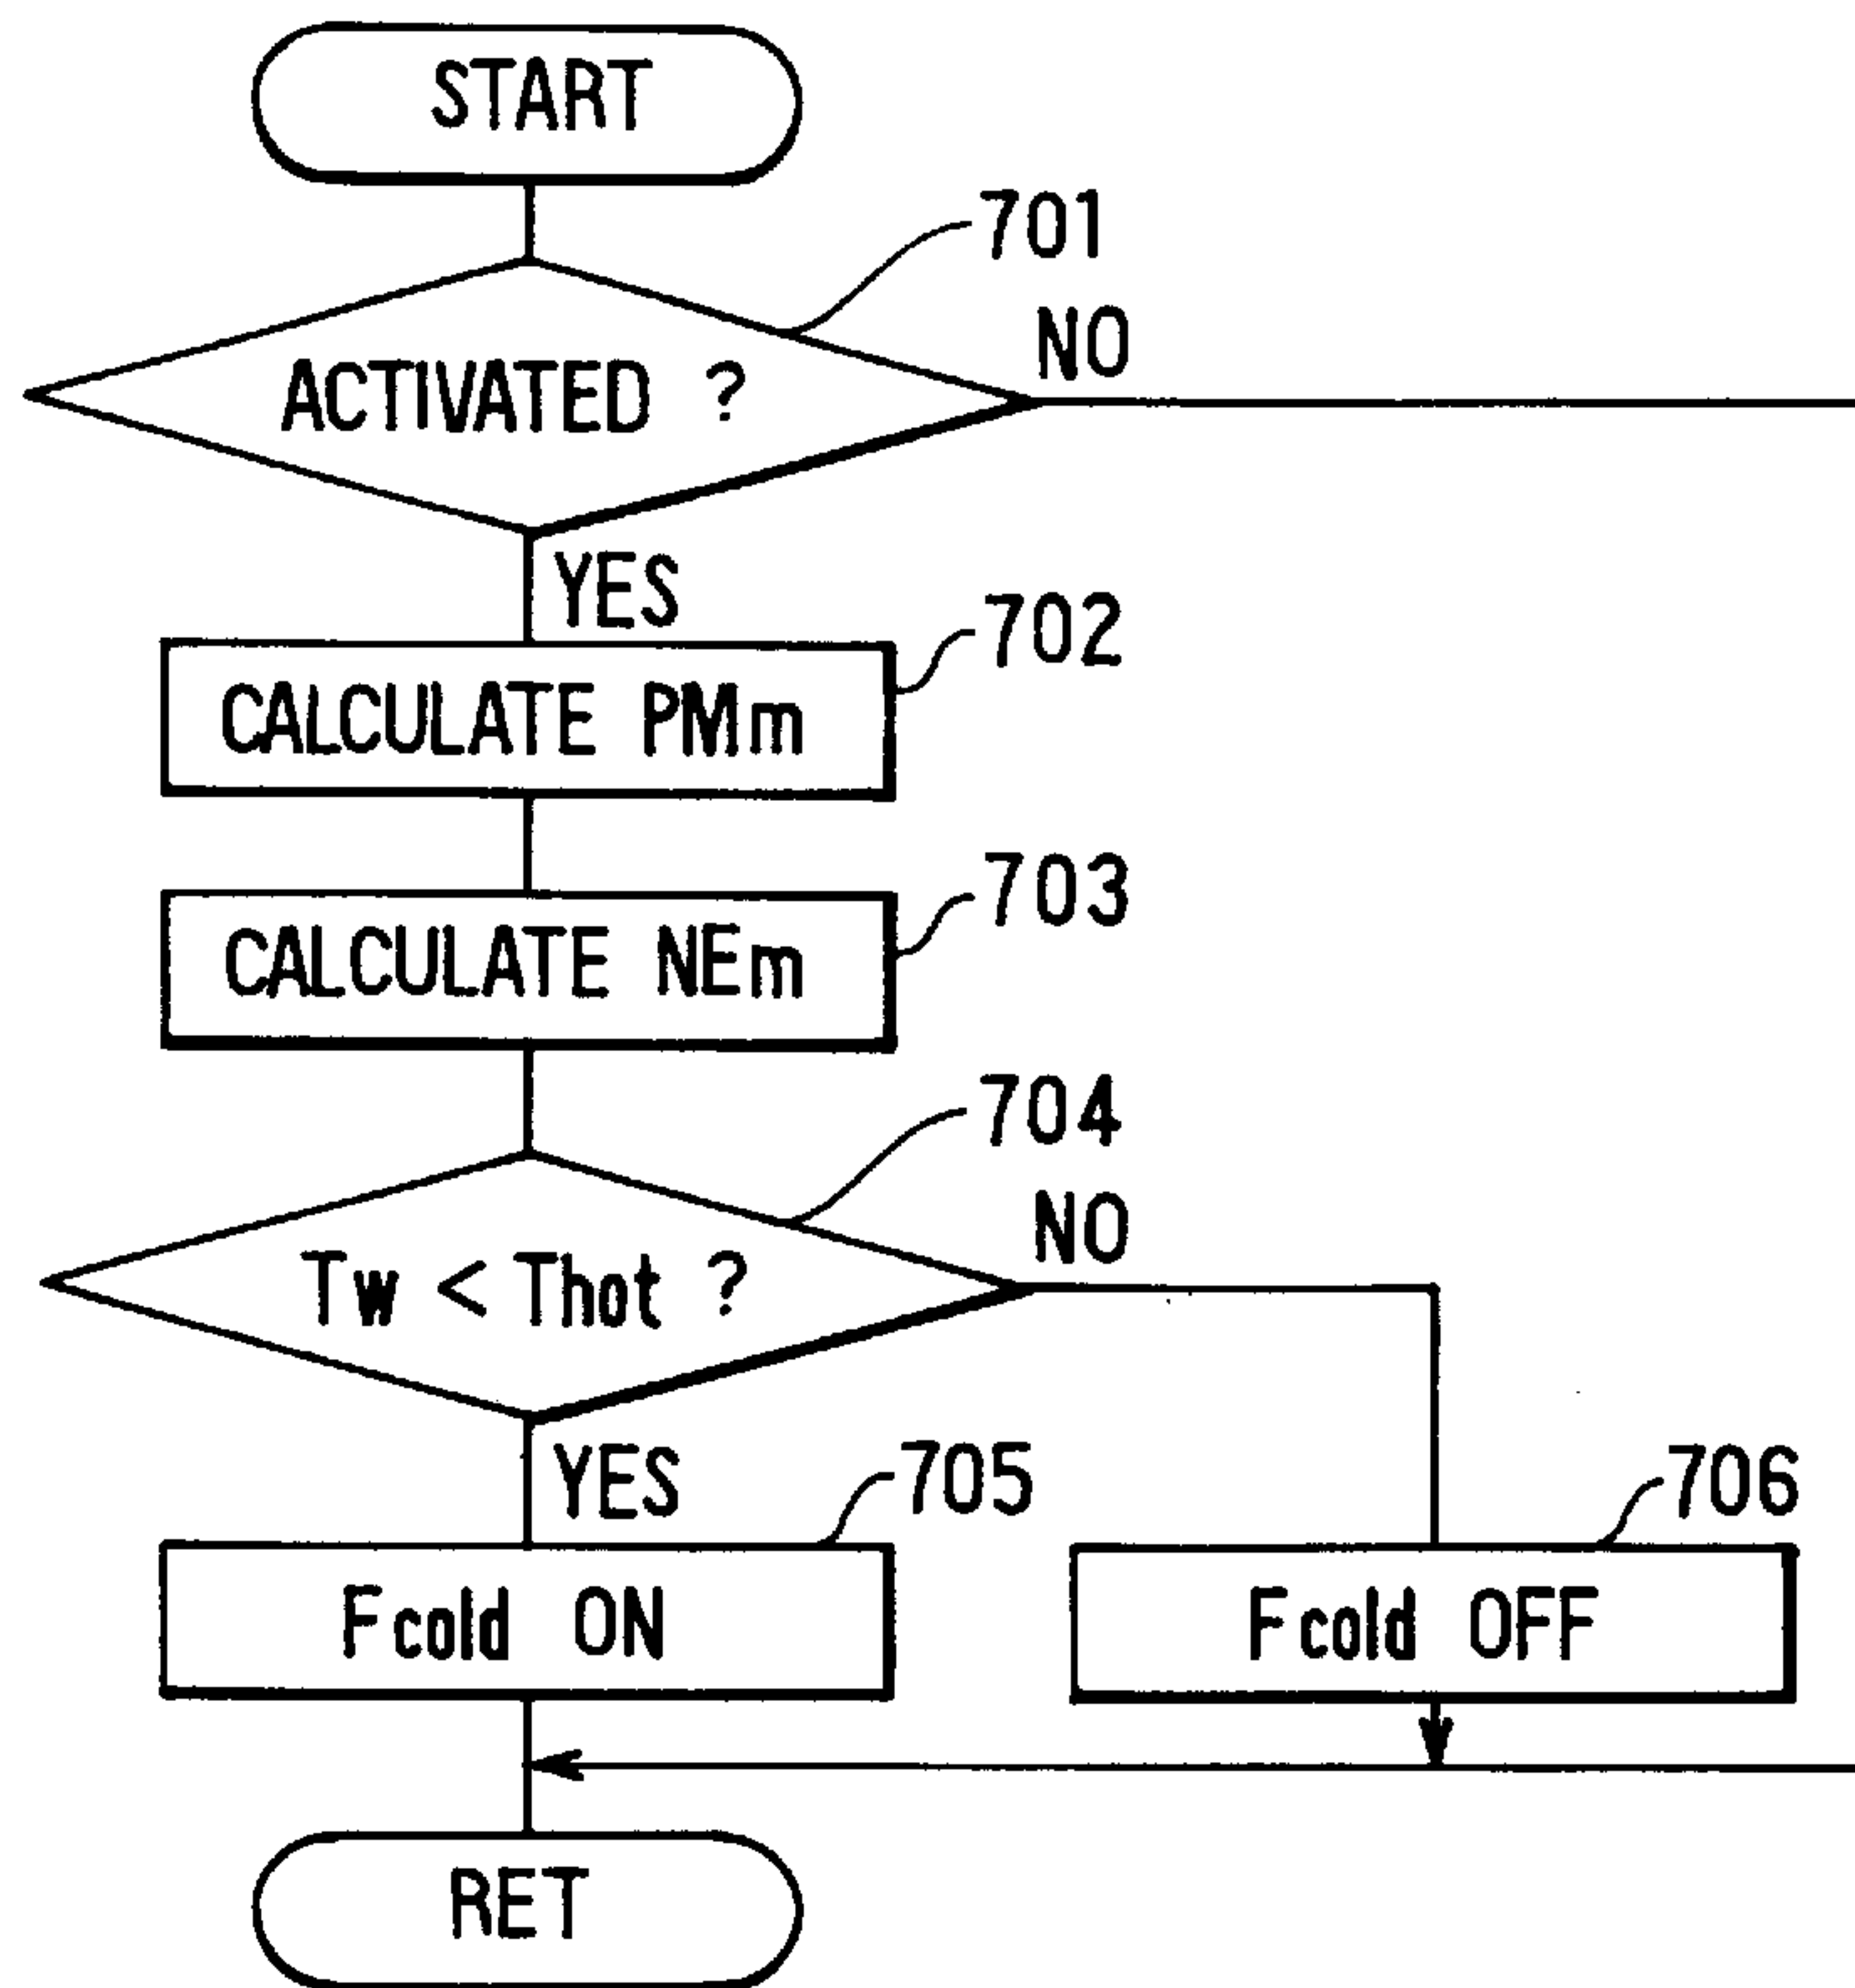 START
701
NO
ACTIVATED ?
YES
702
CALCULATE PMm
703
CALCULATE NEm
704
NO
Tw < Thot ?
YES
705
706
Fcold ON
Fcold OFF
RET